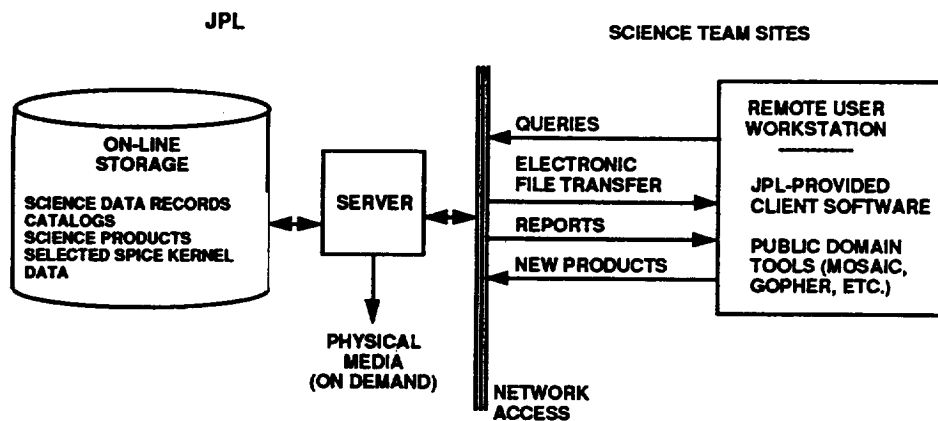 JPL
SCIENCE TEAM SITES
ON-LINE
STORAGE
SCIENCE DATA RECORDS
CATALOGS
SCIENCE PRODUCTS
SELECTED SPICE KERNEL
DATA
SERVER
PHYSICAL
MEDIA
(ON DEMAND)
QUERIES
ELECTRONIC
FILE TRANSFER
REPORTS
NEW PRODUCTS
NETWORK
ACCESS
REMOTE USER
WORKSTATION
JPL-PROVIDED
CLIENT SOFTWARE
PUBLIC DOMAIN
TOOLS (MOSAIC,
GOPHER, ETC.)